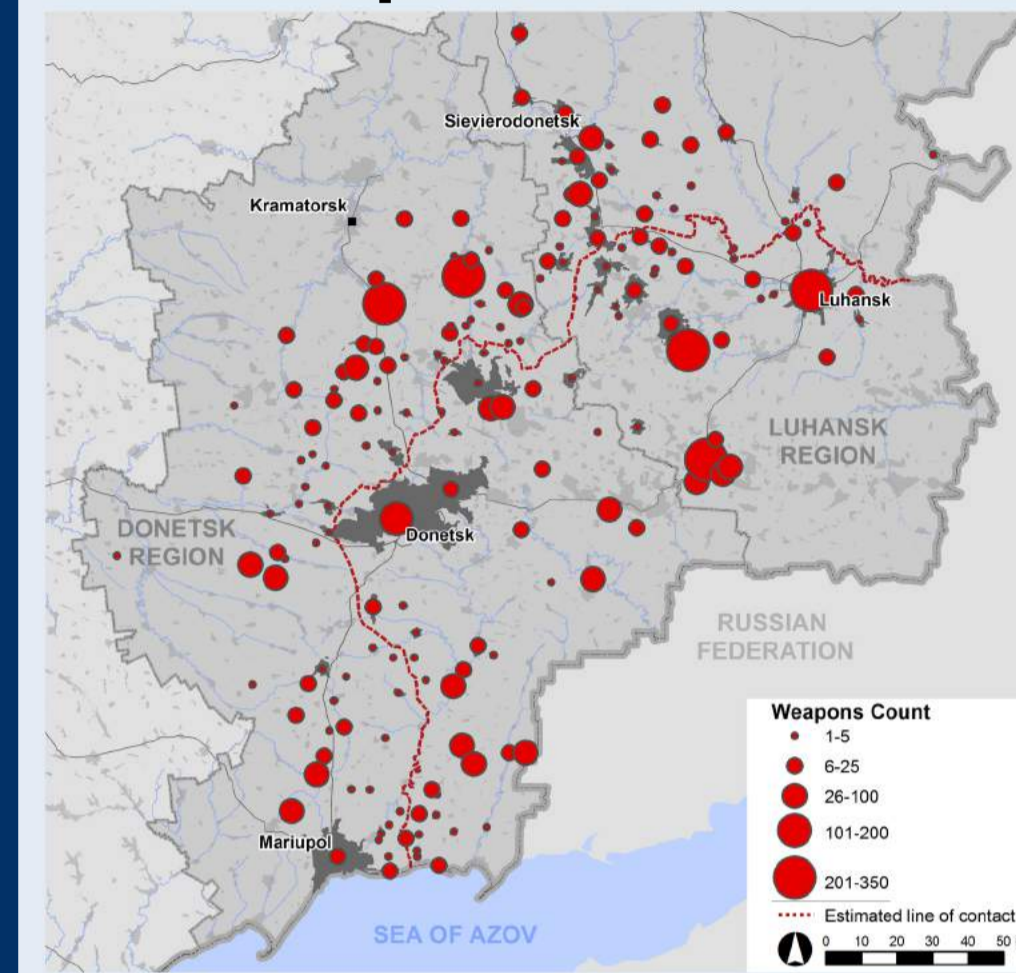 Sievierodonetsk
Kramatorsk
Luhansk
LUHANSK
REGION
DONETSK
REGION
Donetsk
RUSSIAN
FEDERATION
Mariupol
SEA OF AZOV
Weapons Count
1-5
6-25
26-100
101-200
201-350
Estimated line of contact
0 10 20 30 40 50